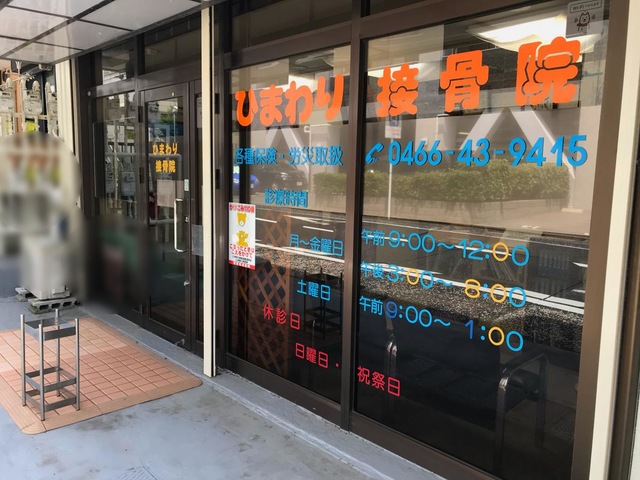 ひまわり 接骨院
各種保険・労災取扱 0466-43-9415
診療時間
月〜金曜日 午前 9:00〜12:00
午後 3:00〜 8:00
土曜日 午前 9:00〜 1:00
休診日
日曜日・祝祭日
ひまわり
接骨院